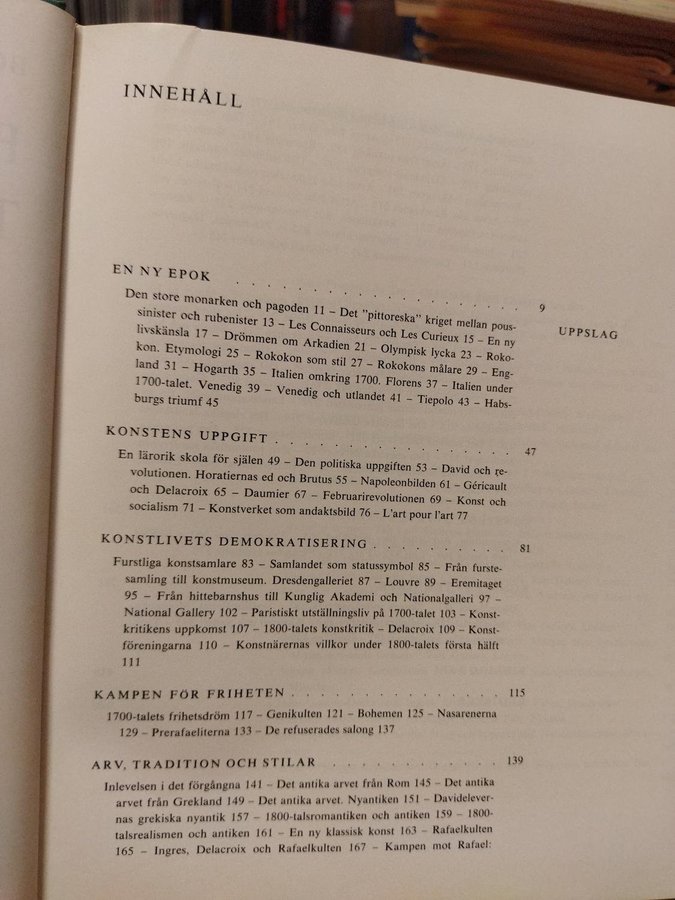 INNEHÅLL
EN NY EPOK . . . . . . . . . . . . . . . . . . 9
Den store monarken och pagoden 11 – Det "pittoreska" kriget mellan pous-
sinister och rubenister 13 – Les Connaisseurs och Les Curieux 15 – En ny
livskänsla 17 – Drömmen om Arkadien 21 – Olympisk lycka 23 – Roko-
kon. Etymologi 25 – Rokokon som stil 27 – Rokokons målare 29 – Eng-
land 31 – Hogarth 35 – Italien omkring 1700. Florens 37 – Italien under
1700-talet. Venedig 39 – Venedig och utlandet 41 – Tiepolo 43 – Habs-
burgs triumf 45
UPPSLAG
KONSTENS UPPGIFT . . . . . . . . . . . . . . . 47
En lärorik skola för själen 49 – Den politiska uppgiften 53 – David och re-
volutionen. Horatiernas ed och Brutus 55 – Napoleonbilden 61 – Géricault
och Delacroix 65 – Daumier 67 – Februarirevolutionen 69 – Konst och
socialism 71 – Konstverket som andaktsbild 76 – L'art pour l'art 77
KONSTLIVETS DEMOKRATISERING . . . . . . . . . . 81
Furstliga konstsamlare 83 – Samlandet som statussymbol 85 – Från furste-
samling till konstmuseum. Dresdengalleriet 87 – Louvre 89 – Eremitaget
95 – Från hittebarnshus till Kunglig Akademi och Nationalgalleri 97 –
National Gallery 102 – Paristiskt utställningsliv på 1700-talet 103 – Konst-
kritikens uppkomst 107 – 1800-talets konstkritik – Delacroix 109 – Konst-
föreningarna 110 – Konstnärernas villkor under 1800-talets första hälft
111
KAMPEN FÖR FRIHETEN . . . . . . . . . . . . . . 115
1700-talets frihetsdröm 117 – Genikulten 121 – Bohemen 125 – Nasarenerna
129 – Prerafaeliterna 133 – De refuserades salong 137
ARV, TRADITION OCH STILAR . . . . . . . . . . . . 139
Inlevelsen i det förgångna 141 – Det antika arvet från Rom 145 – Det antika
arvet från Grekland 149 – Det antika arvet. Nyantiken 151 – Davidelever-
nas grekiska nyantik 157 – 1800-talsromantiken och antiken 159 – 1800-
talsrealismen och antiken 161 – En ny klassisk konst 163 – Rafaelkulten
165 – Ingres, Delacroix och Rafaelkulten 167 – Kampen mot Rafael: